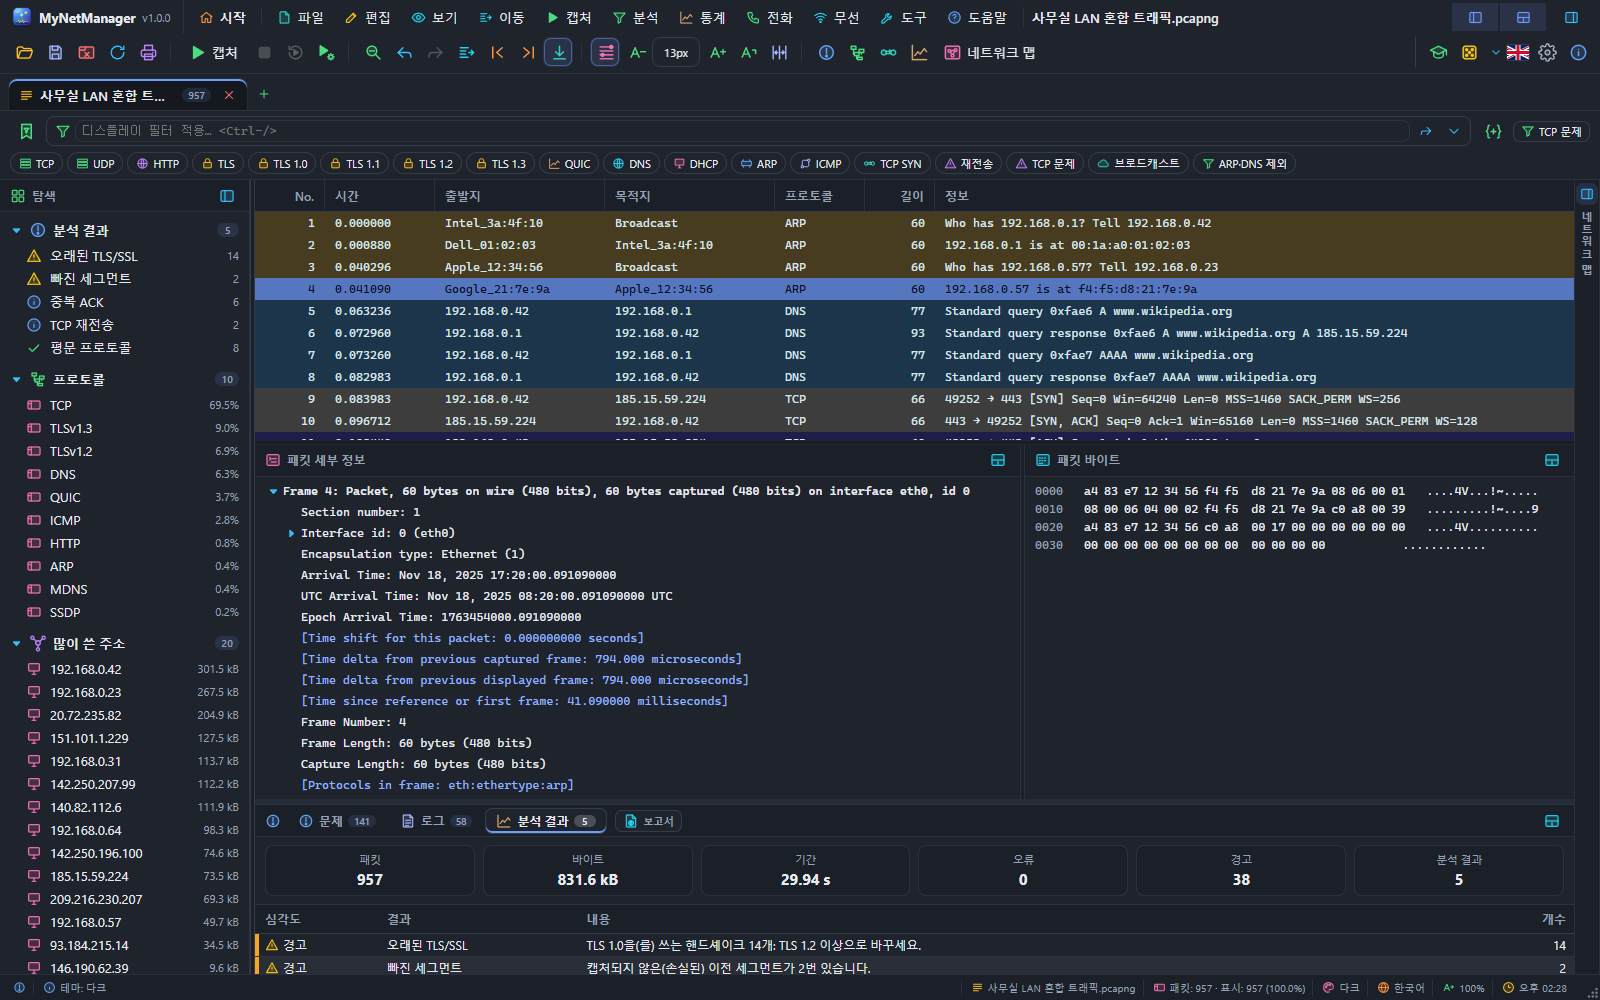 MyNetManager v1.0.0 시작 파일 편집 보기 이동 캡처 분석 통계 전화 무선 도구 도움말 사무실 LAN 혼합 트래픽.pcapng
캡처 A− 13px A+ A 네트워크 맵
사무실 LAN 혼합 트... 957
디스플레이 필터 적용… <Ctrl-/> TCP 문제
TCP UDP HTTP TLS TLS 1.0 TLS 1.1 TLS 1.2 TLS 1.3 QUIC DNS DHCP ARP ICMP TCP SYN 재전송 TCP 문제 브로드캐스트 ARP·DNS 제외
탐색
분석 결과 5
오래된 TLS/SSL 14
빠진 세그먼트 2
중복 ACK 6
TCP 재전송 2
평문 프로토콜 8
프로토콜 10
TCP 69.5%
TLSv1.3 9.0%
TLSv1.2 6.9%
DNS 6.3%
QUIC 3.7%
ICMP 2.8%
HTTP 0.8%
ARP 0.4%
MDNS 0.4%
SSDP 0.2%
많이 쓴 주소 20
192.168.0.42 301.5 kB
192.168.0.23 267.5 kB
20.72.235.82 204.9 kB
151.101.1.229 127.5 kB
192.168.0.31 113.7 kB
142.250.207.99 112.2 kB
140.82.112.6 111.9 kB
192.168.0.64 98.3 kB
142.250.196.100 74.6 kB
185.15.59.224 73.5 kB
209.216.230.207 69.3 kB
192.168.0.57 49.7 kB
93.184.215.14 34.5 kB
146.190.62.39 9.6 kB
No. 시간 출발지 목적지 프로토콜 길이 정보
1 0.000000 Intel_3a:4f:10 Broadcast ARP 60 Who has 192.168.0.1? Tell 192.168.0.42
2 0.000880 Dell_01:02:03 Intel_3a:4f:10 ARP 60 192.168.0.1 is at 00:1a:a0:01:02:03
3 0.040296 Apple_12:34:56 Broadcast ARP 60 Who has 192.168.0.57? Tell 192.168.0.23
4 0.041090 Google_21:7e:9a Apple_12:34:56 ARP 60 192.168.0.57 is at f4:f5:d8:21:7e:9a
5 0.063236 192.168.0.42 192.168.0.1 DNS 77 Standard query 0xfae6 A www.wikipedia.org
6 0.072960 192.168.0.1 192.168.0.42 DNS 93 Standard query response 0xfae6 A www.wikipedia.org A 185.15.59.224
7 0.073260 192.168.0.42 192.168.0.1 DNS 77 Standard query 0xfae7 AAAA www.wikipedia.org
8 0.082983 192.168.0.1 192.168.0.42 DNS 77 Standard query response 0xfae7 AAAA www.wikipedia.org
9 0.083983 192.168.0.42 185.15.59.224 TCP 66 49252 → 443 [SYN] Seq=0 Win=64240 Len=0 MSS=1460 SACK_PERM WS=256
10 0.096712 185.15.59.224 192.168.0.42 TCP 66 443 → 49252 [SYN, ACK] Seq=0 Ack=1 Win=65160 Len=0 MSS=1460 SACK_PERM WS=128
네트워크 맵
패킷 세부 정보
Frame 4: Packet, 60 bytes on wire (480 bits), 60 bytes captured (480 bits) on interface eth0, id 0
Section number: 1
Interface id: 0 (eth0)
Encapsulation type: Ethernet (1)
Arrival Time: Nov 18, 2025 17:20:00.091090000
UTC Arrival Time: Nov 18, 2025 08:20:00.091090000 UTC
Epoch Arrival Time: 1763454000.091090000
[Time shift for this packet: 0.000000000 seconds]
[Time delta from previous captured frame: 794.000 microseconds]
[Time delta from previous displayed frame: 794.000 microseconds]
[Time since reference or first frame: 41.090000 milliseconds]
Frame Number: 4
Frame Length: 60 bytes (480 bits)
Capture Length: 60 bytes (480 bits)
[Protocols in frame: eth:ethertype:arp]
패킷 바이트
0000 a4 83 e7 12 34 56 f4 f5 d8 21 7e 9a 08 06 00 01 ....4V...!~.....
0010 08 00 06 04 00 02 f4 f5 d8 21 7e 9a c0 a8 00 39 .........!~....9
0020 a4 83 e7 12 34 56 c0 a8 00 17 00 00 00 00 00 00 ....4V..........
0030 00 00 00 00 00 00 00 00 00 00 00 00 ............
문제 141 로그 58 분석 결과 5 보고서
패킷 바이트 기간 오류 경고 분석 결과
957 831.6 kB 29.94 s 0 38 5
심각도 결과 내용 개수
경고 오래된 TLS/SSL TLS 1.0을(를) 쓰는 핸드셰이크 14개: TLS 1.2 이상으로 바꾸세요. 14
경고 빠진 세그먼트 캡처되지 않은(손실된) 이전 세그먼트가 2번 있습니다. 2
테마: 다크 사무실 LAN 혼합 트래픽.pcapng 패킷: 957 · 표시: 957 (100.0%) 다크 한국어 A+ 100% 오후 02:28